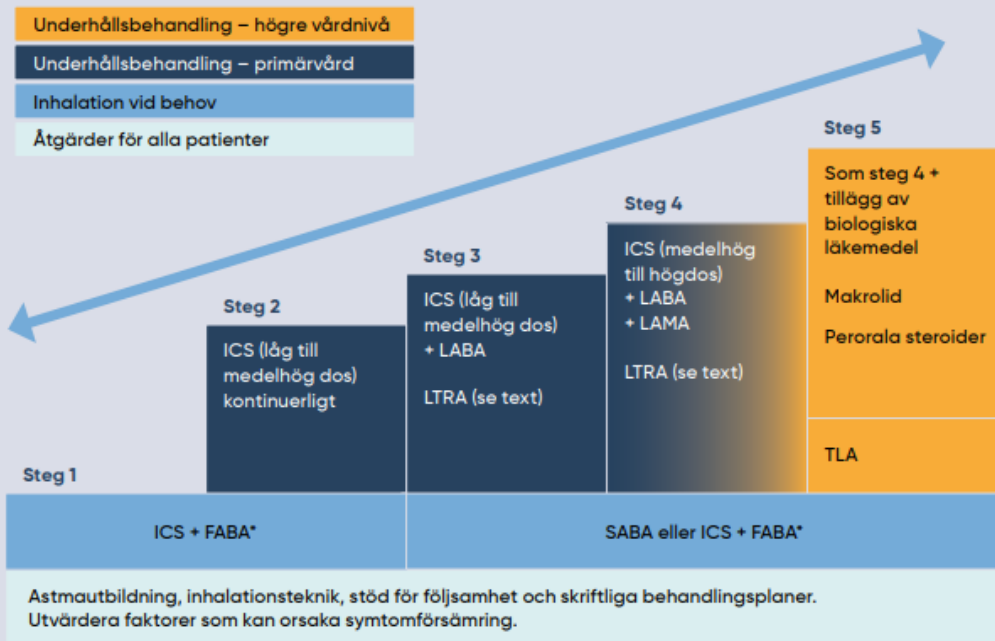 Underhållsbehandling – högre vårdnivå
Underhållsbehandling – primärvård
Inhalation vid behov
Åtgärder för alla patienter
Steg 1
Steg 2
ICS (låg till
medelhög dos)
kontinuerligt
Steg 3
ICS (låg till
medelhög dos)
+ LABA
LTRA (se text)
Steg 4
ICS (medelhög
till högdos)
+ LABA
+ LAMA
LTRA (se text)
Steg 5
Som steg 4 +
tillägg av
biologiska
läkemedel
Makrolid
Perorala steroider
TLA
ICS + FABA*
SABA eller ICS + FABA*
Astmautbildning, inhalationsteknik, stöd för följsamhet och skriftliga behandlingsplaner.
Utvärdera faktorer som kan orsaka symtomförsämring.